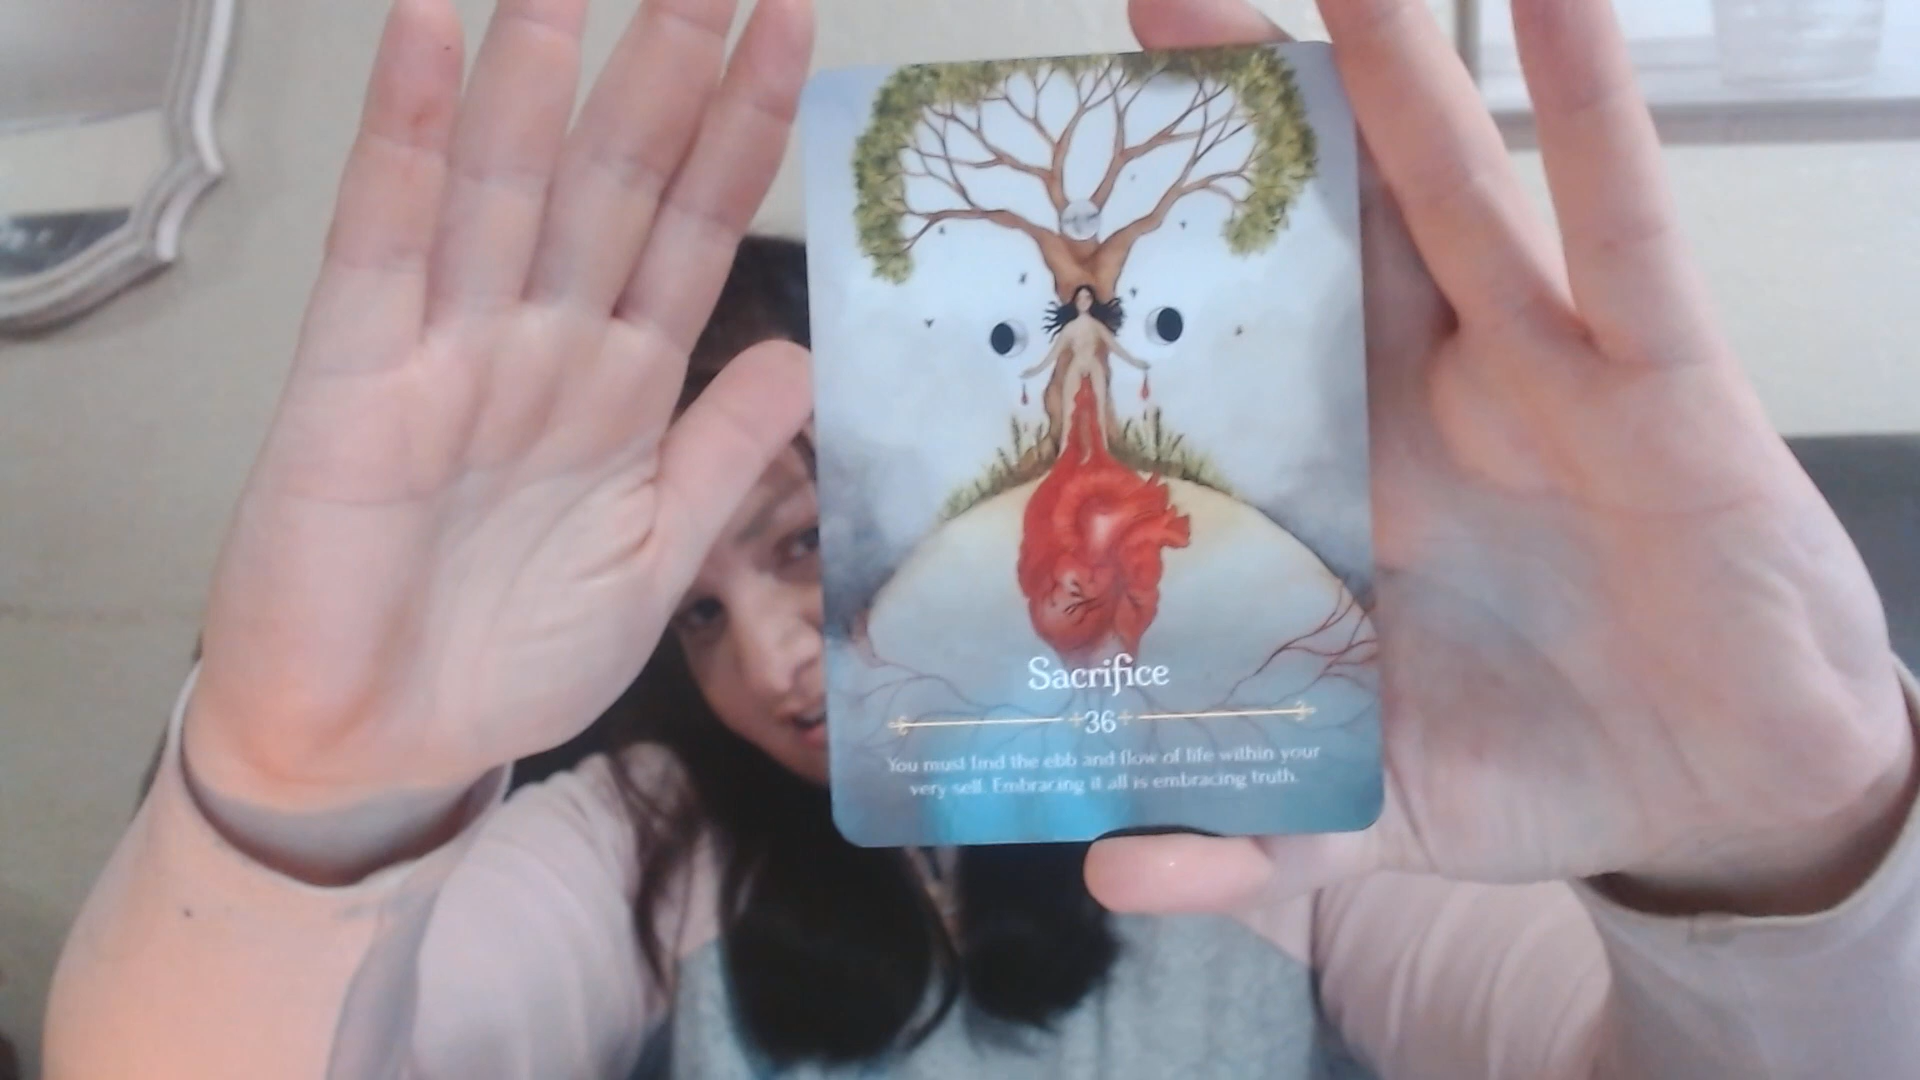 Sacrifice
36
You must find the ebb and flow of life within your
very self. Embracing it all is embracing truth.